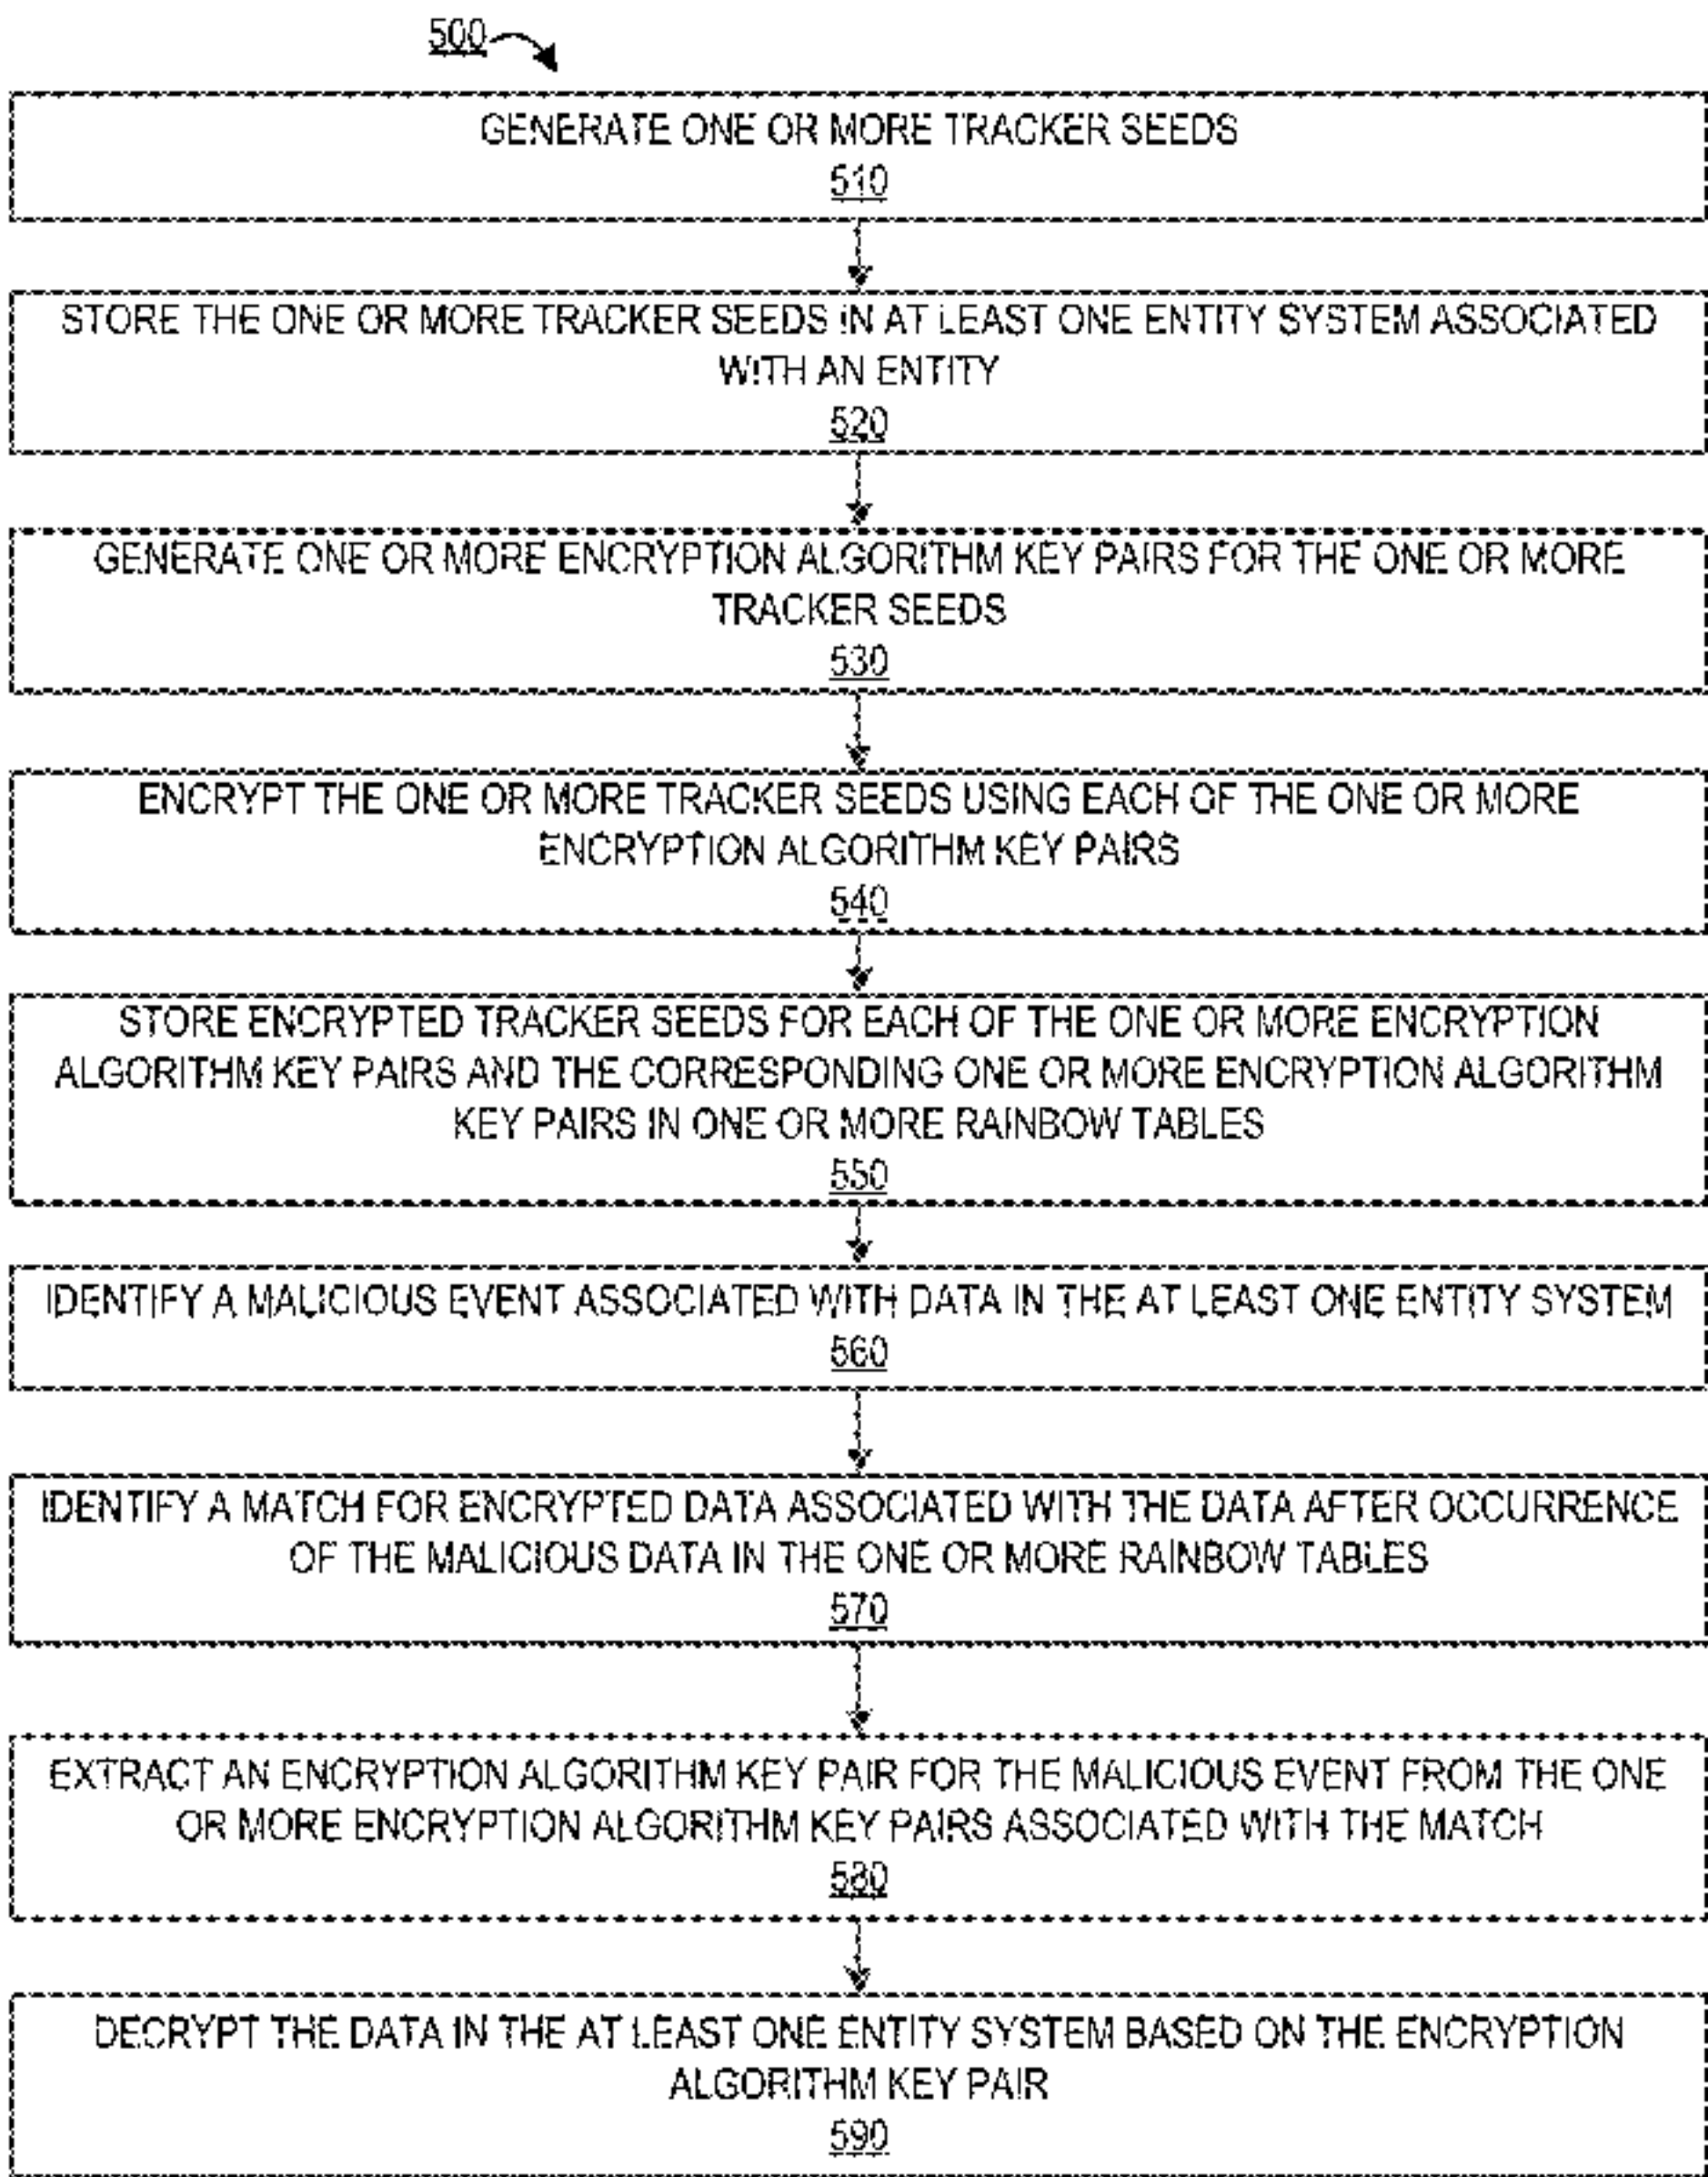 500
GENERATE ONE OR MORE TRACKER SEEDS
510
STORE THE ONE OR MORE TRACKER SEEDS IN AT LEAST ONE ENTITY SYSTEM ASSOCIATED
WITH AN ENTITY
520
GENERATE ONE OR MORE ENCRYPTION ALGORITHM KEY PAIRS FOR THE ONE OR MORE
TRACKER SEEDS
530
ENCRYPT THE ONE OR MORE TRACKER SEEDS USING EACH OF THE ONE OR MORE
ENCRYPTION ALGORITHM KEY PAIRS
540
STORE ENCRYPTED TRACKER SEEDS FOR EACH OF THE ONE OR MORE ENCRYPTION
ALGORITHM KEY PAIRS AND THE CORRESPONDING ONE OR MORE ENCRYPTION ALGORITHM
KEY PAIRS IN ONE OR MORE RAINBOW TABLES
550
IDENTIFY A MALICIOUS EVENT ASSOCIATED WITH DATA IN THE AT LEAST ONE ENTITY SYSTEM
560
IDENTIFY A MATCH FOR ENCRYPTED DATA ASSOCIATED WITH THE DATA AFTER OCCURRENCE
OF THE MALICIOUS DATA IN THE ONE OR MORE RAINBOW TABLES
570
EXTRACT AN ENCRYPTION ALGORITHM KEY PAIR FOR THE MALICIOUS EVENT FROM THE ONE
OR MORE ENCRYPTION ALGORITHM KEY PAIRS ASSOCIATED WITH THE MATCH
580
DECRYPT THE DATA IN THE AT LEAST ONE ENTITY SYSTEM BASED ON THE ENCRYPTION
ALGORITHM KEY PAIR
590